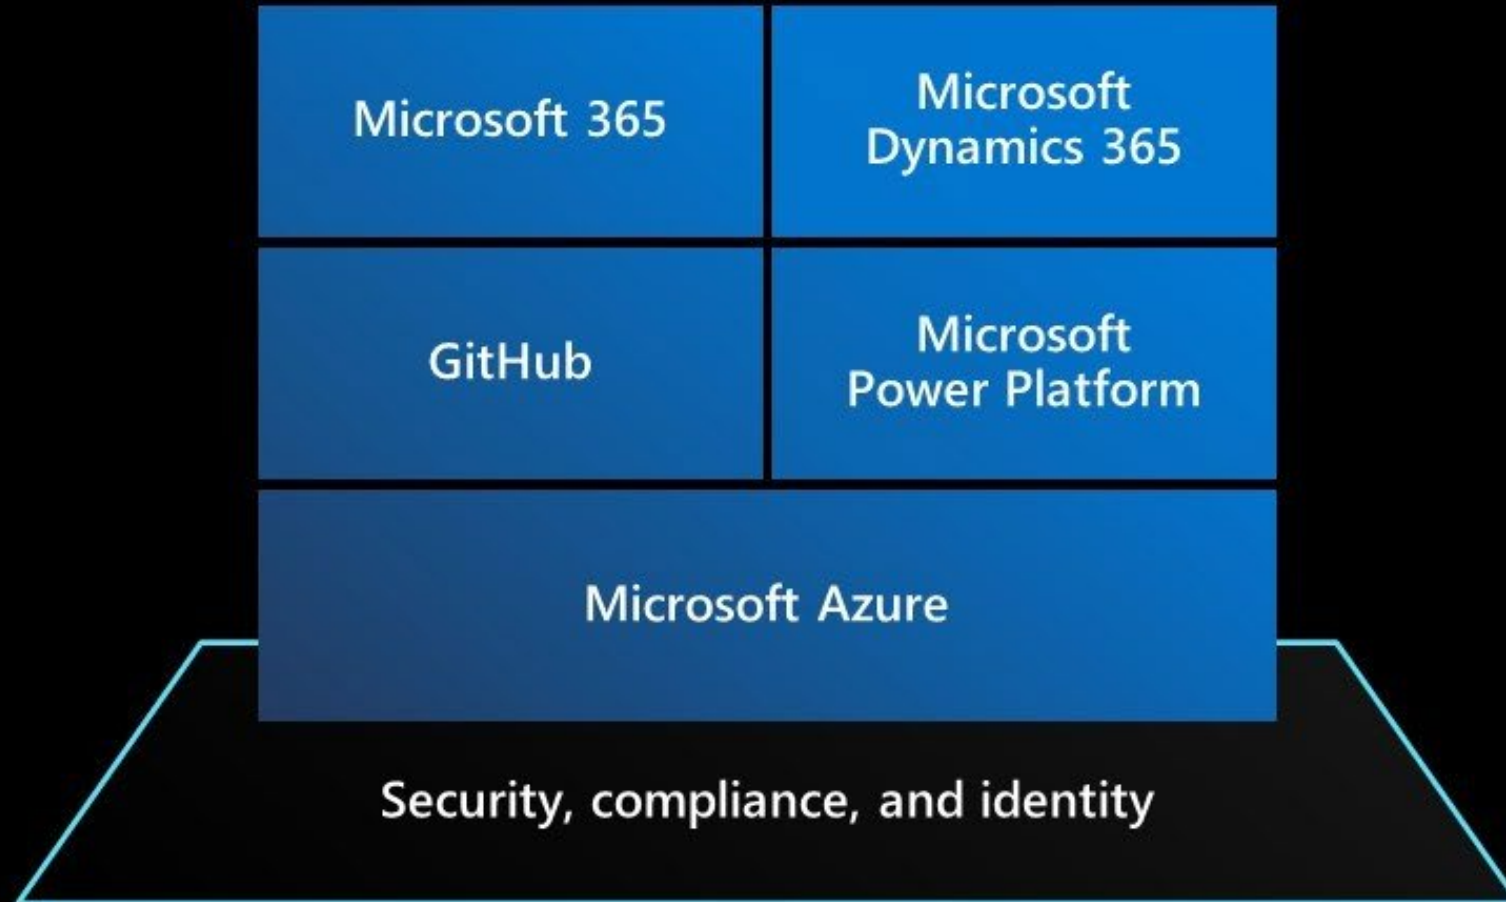 Microsoft 365
Microsoft
Dynamics 365
GitHub
Microsoft
Power Platform
Microsoft Azure
Security, compliance, and identity